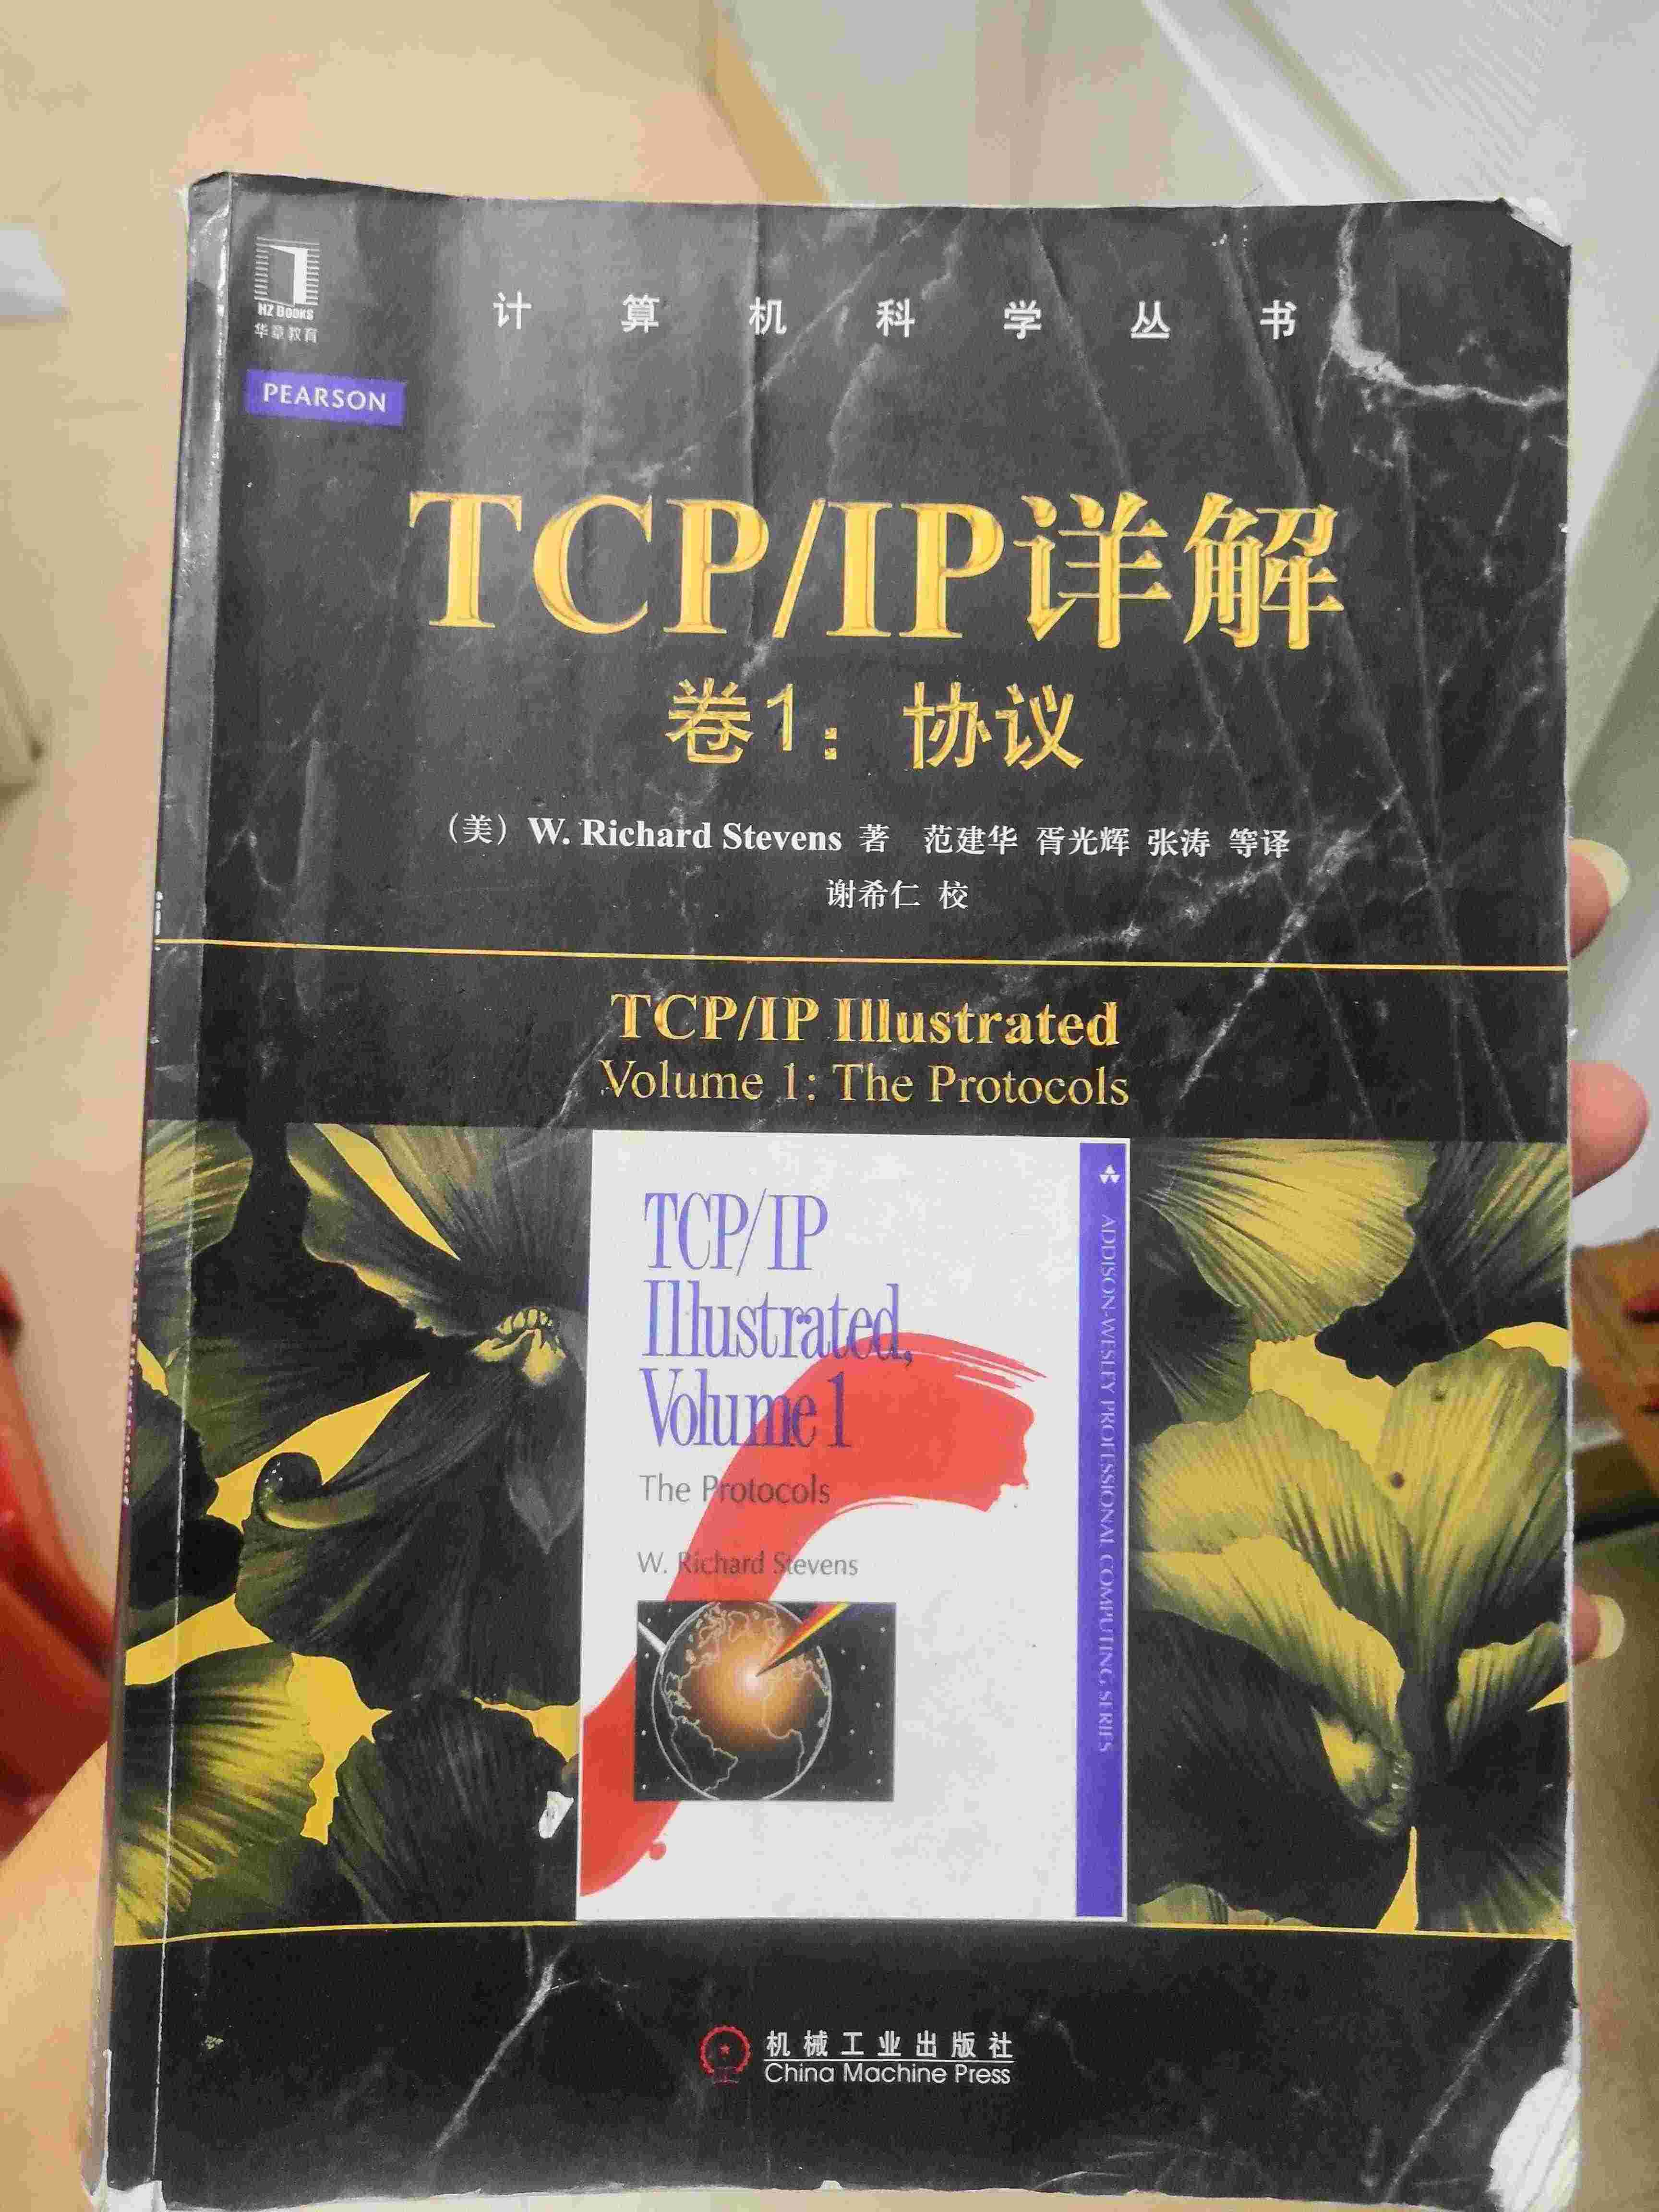 HZ BOOKS
华章教育
计算机科学丛书
PEARSON
TCP/IP详解
卷1：协议
（美）W. Richard Stevens 著 范建华 胥光辉 张涛 等译
谢希仁 校
TCP/IP Illustrated
Volume 1: The Protocols
TCP/IP
Illustrated,
Volume 1
The Protocols
W. Richard Stevens
ADDISON-WESLEY PROFESSIONAL COMPUTING SERIES
机械工业出版社
China Machine Press